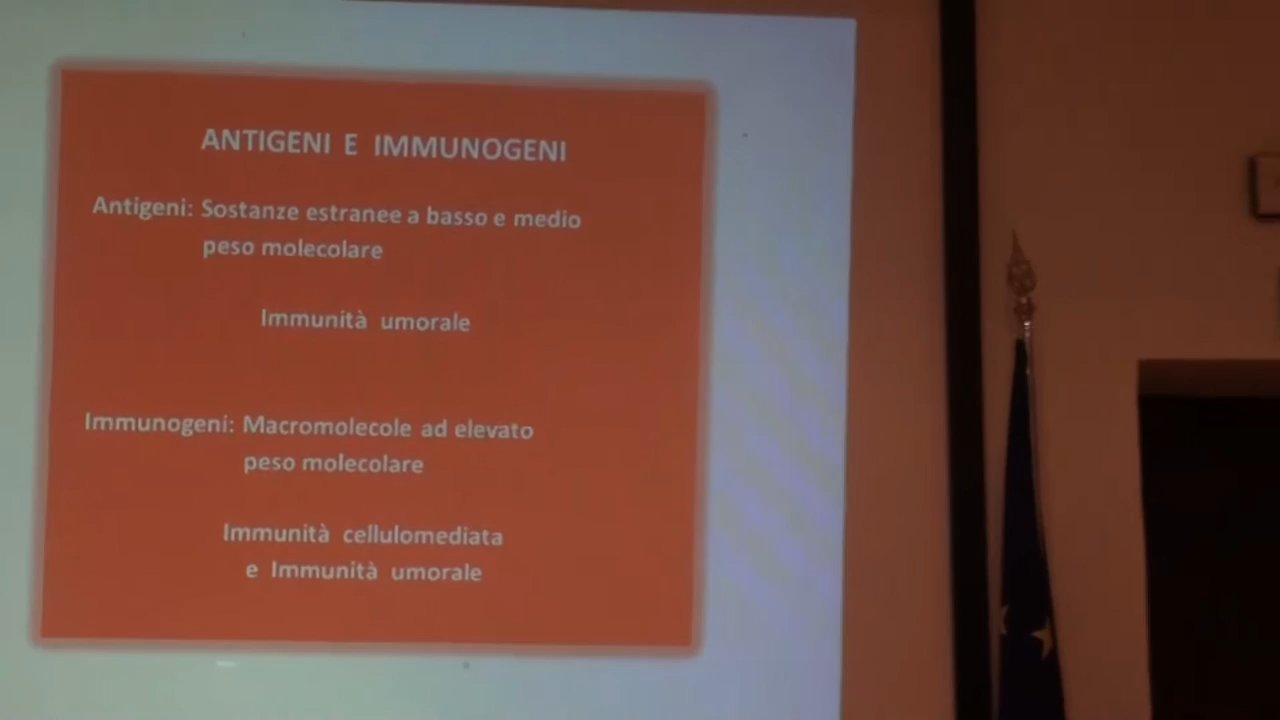 ANTIGENI E IMMUNOGENI
Antigeni: Sostanze estranee a basso e medio
peso molecolare
Immunità umorale
Immunogeni: Macromolecole ad elevato
peso molecolare
Immunità cellulomediata
e Immunità umorale